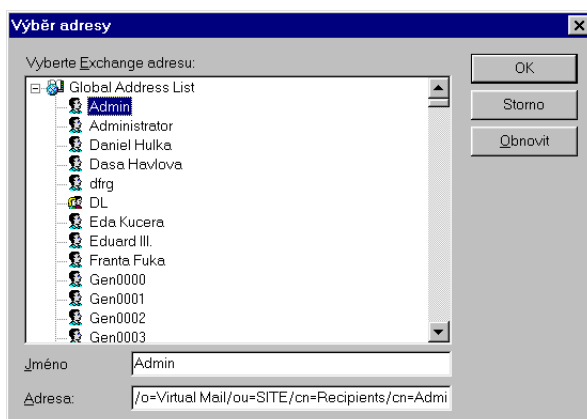 Výběr adresy
Vyberte Exchange adresu:
Global Address List
Admin
Administrator
Daniel Hulka
Dasa Havlova
dfrg
DL
Eda Kucera
Eduard III.
Franta Fuka
Gen0000
Gen0001
Gen0002
Gen0003
OK
Storno
Obnovit
Jméno Admin
Adresa: /o=Virtual Mail/ou=SITE/cn=Recipients/cn=Admi